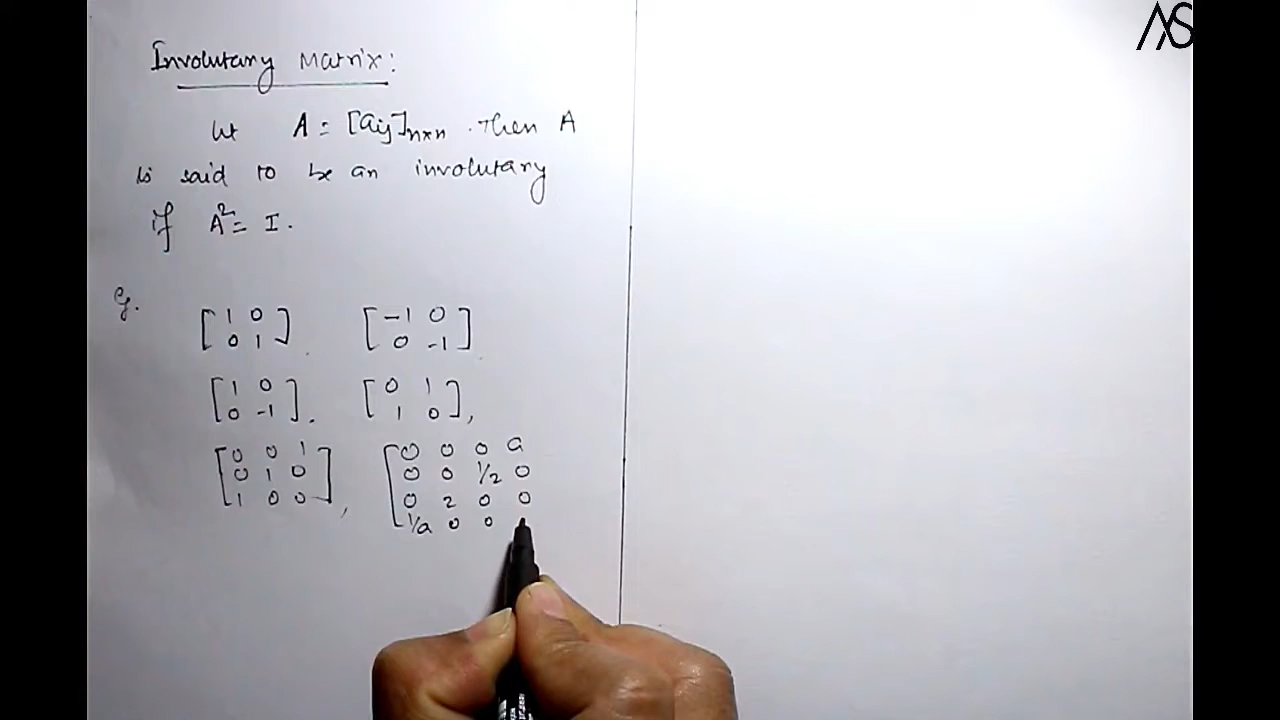 NS
Involutary Matrix:
Let A = [aij]n×n. Then A
is said to be an involutary
if A² = I.
[ 1 0 ] [ -1 0 ]
[ 0 1 ]. [ 0 -1 ].
[ 1 0 ] [ 0 1 ]
[ 0 -1 ]. [ 1 0 ],
[ 0 0 1 ] [ 0 0 0 a
[ 0 1 0 ] [ 0 0 1/2 0
[ 1 0 0 ], [ 0 2 0 0
[ 1/a 0 0